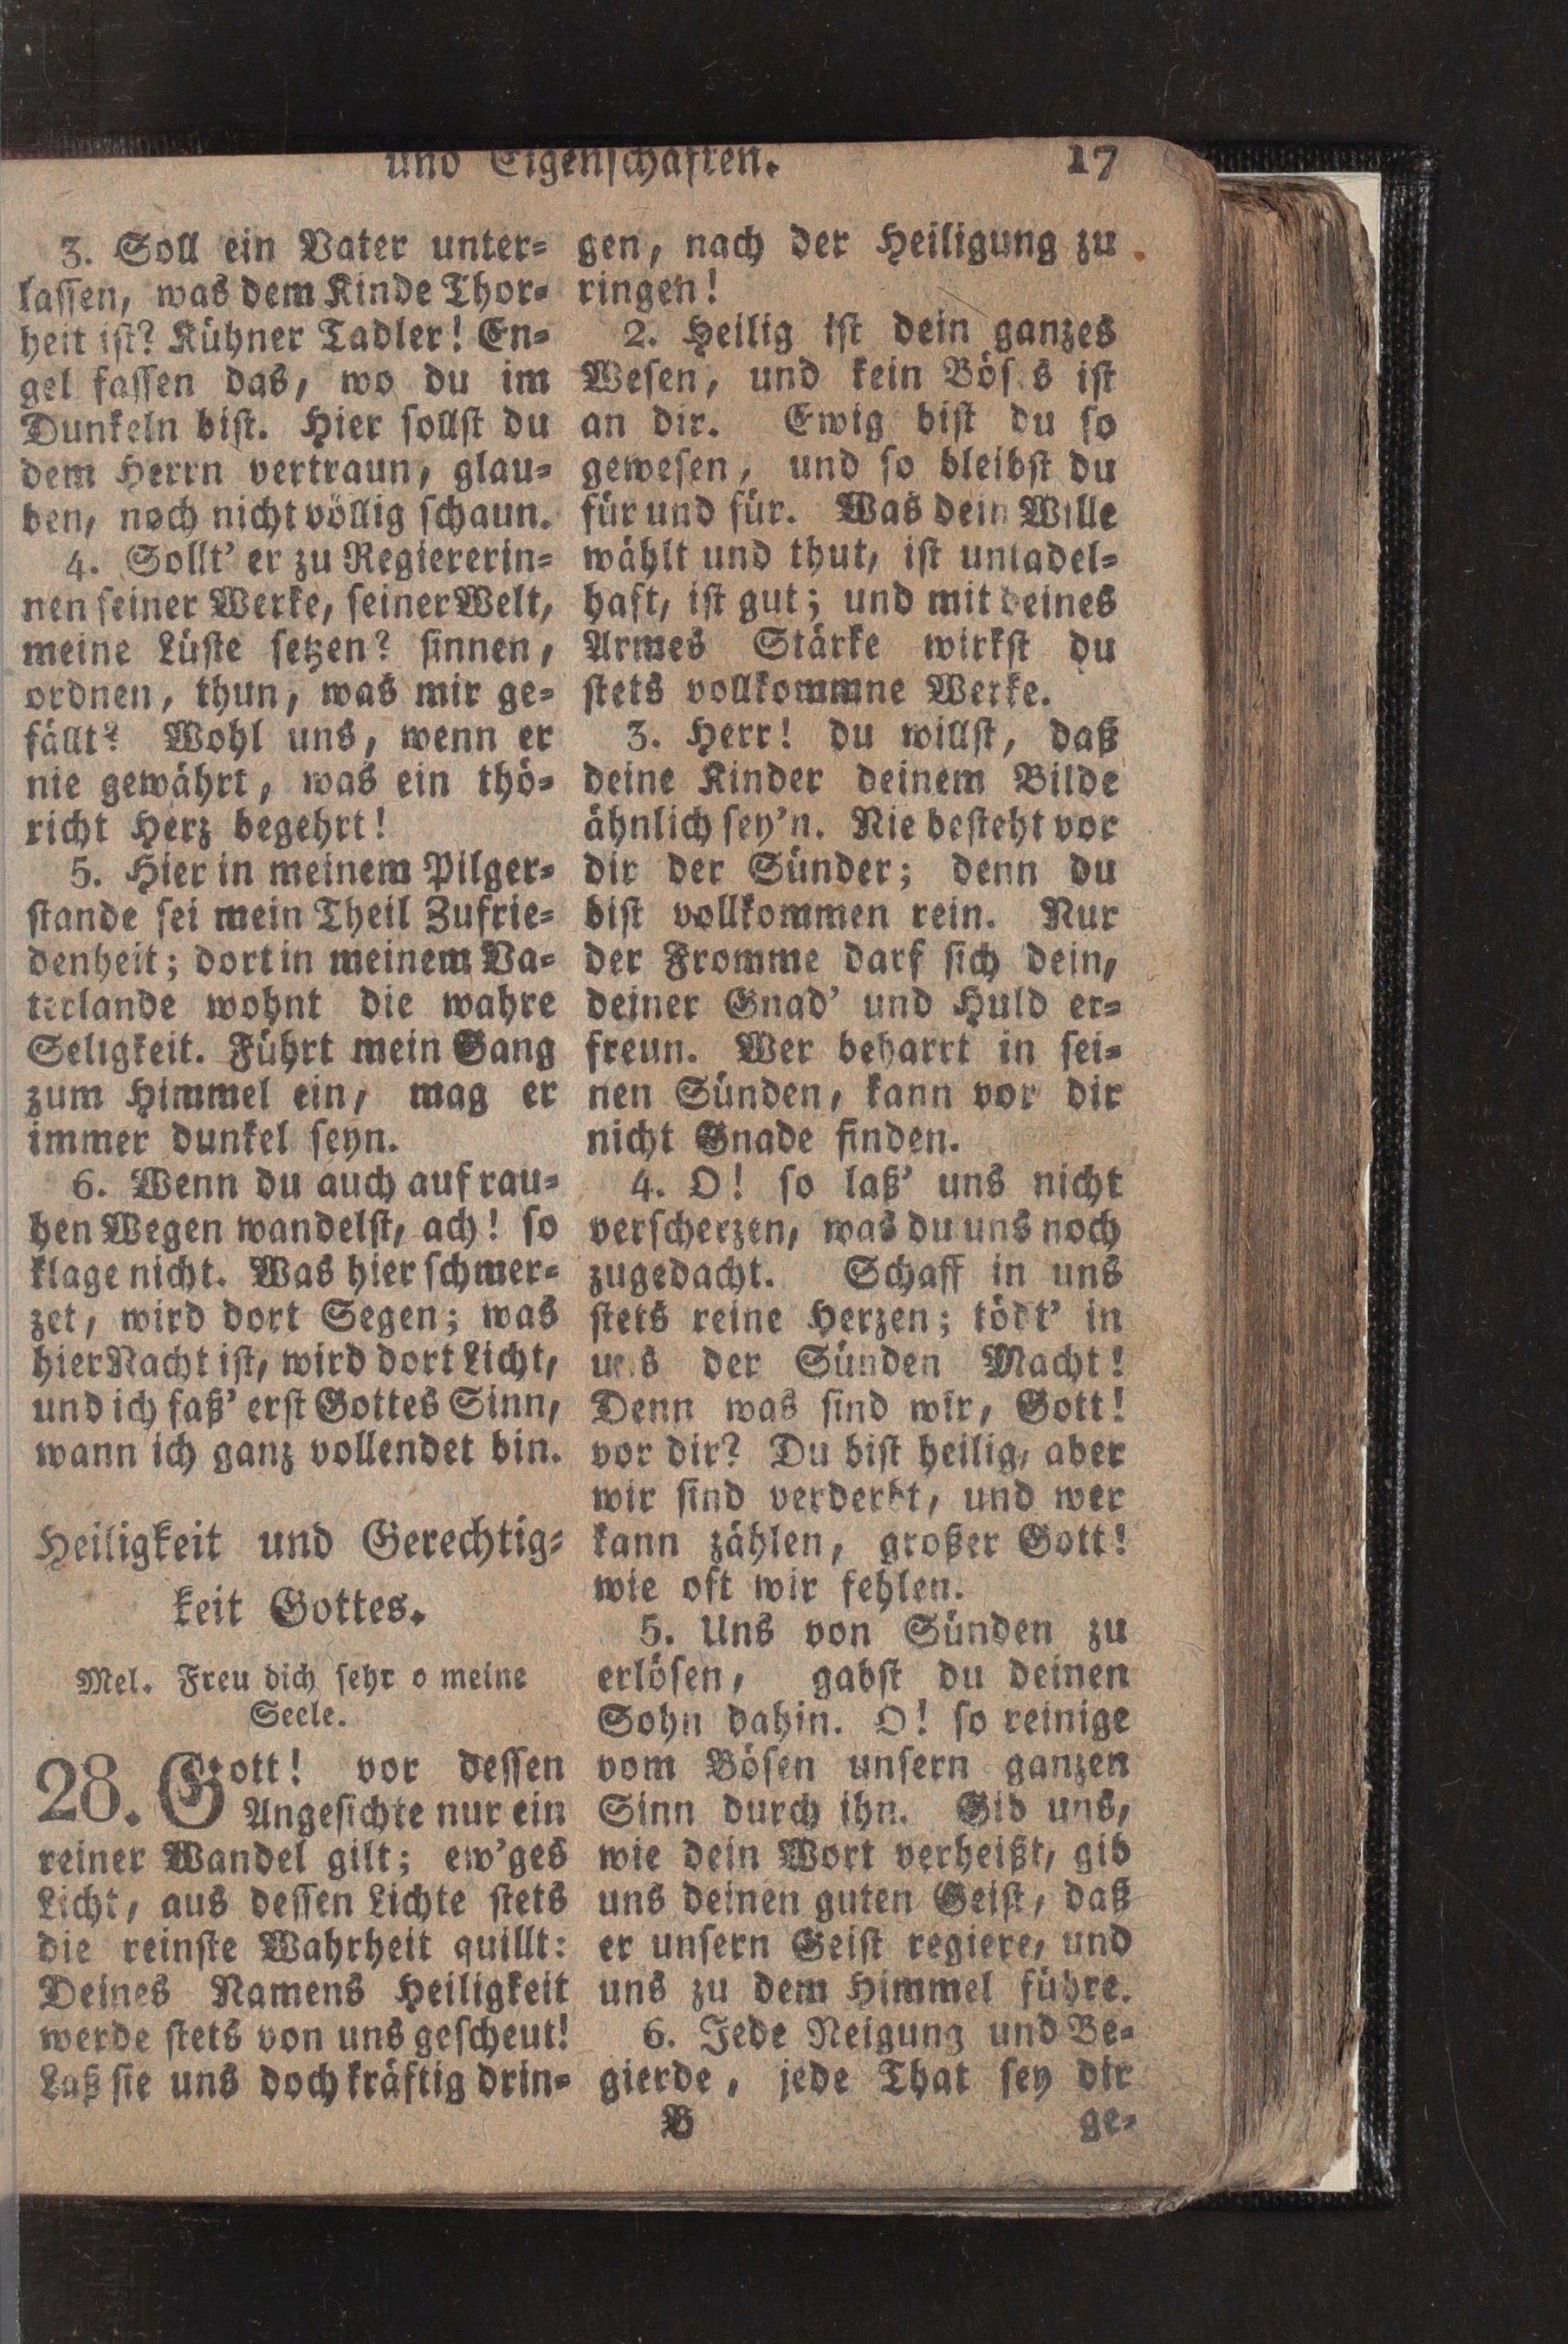 und Eigenschaften. 17
3. Soll ein Vater unter-
lassen, was dem Kinde Thor-
heit ist? Kühner Tadler! En-
gel fassen das, wo du im
Dunkeln bist. Hier sollst du
dem Herrn vertraun, glau-
ben, noch nicht völlig schaun.
4. Sollt' er zu Regiererin-
nen seiner Werke, seiner Welt,
meine Lüste setzen? sinnen,
ordnen, thun, was mir ge-
fällt? Wohl uns, wenn er
nie gewährt, was ein thö-
richt Herz begehrt!
5. Hier in meinem Pilger-
stande sei mein Theil Zufrie-
denheit; dort in meinem Va-
terlande wohnt die wahre
Seligkeit. Führt mein Gang
zum Himmel ein, mag er
immer dunkel seyn.
6. Wenn du auch auf rau-
hen Wegen wandelst, ach! so
klage nicht. Was hier schmer-
zet, wird dort Segen; was
hier Nacht ist, wird dort Licht,
und ich faß' erst Gottes Sinn,
wann ich ganz vollendet bin.
Heiligkeit und Gerechtig-
keit Gottes.
Mel. Freu dich sehr o meine
Seele.
28. Gott! vor dessen
Angesichte nur ein
reiner Wandel gilt; ew'ges
Licht, aus dessen Lichte stets
die reinste Wahrheit quillt:
Deines Namens Heiligkeit
werde stets von uns gescheut!
Laß sie uns doch kräftig drin-
gen, nach der Heiligung zu
ringen!
2. Heilig ist dein ganzes
Wesen, und kein Bös's ist
an dir. Ewig bist du so
gewesen, und so bleibst du
für und für. Was dein Wille
wählt und thut, ist untadel-
haft, ist gut; und mit deines
Armes Stärke wirkst du
stets vollkommne Werke.
3. Herr! du willst, daß
deine Kinder deinem Bilde
ähnlich sey'n. Nie besteht vor
dir der Sünder; denn du
bist vollkommen rein. Nur
der Fromme darf sich dein,
deiner Gnad' und Huld er-
freun. Wer beharrt in sei-
nen Sünden, kann vor dir
nicht Gnade finden.
4. O! so laß' uns nicht
verscherzen, was du uns noch
zugedacht. Schaff in uns
stets reine Herzen; tödt' in
uns der Sünden Macht!
Denn was sind wir, Gott!
vor dir? Du bist heilig, aber
wir sind verderbt, und wer
kann zählen, großer Gott!
wie oft wir fehlen.
5. Uns von Sünden zu
erlösen, gabst du deinen
Sohn dahin. O! so reinige
vom Bösen unsern ganzen
Sinn durch ihn. Gib uns,
wie dein Wort verheißt, gib
uns deinen guten Geist, daß
er unsern Geist regiere, und
uns zu dem Himmel führe.
6. Jede Neigung und Be-
gierde, jede That sey dir
B ge-